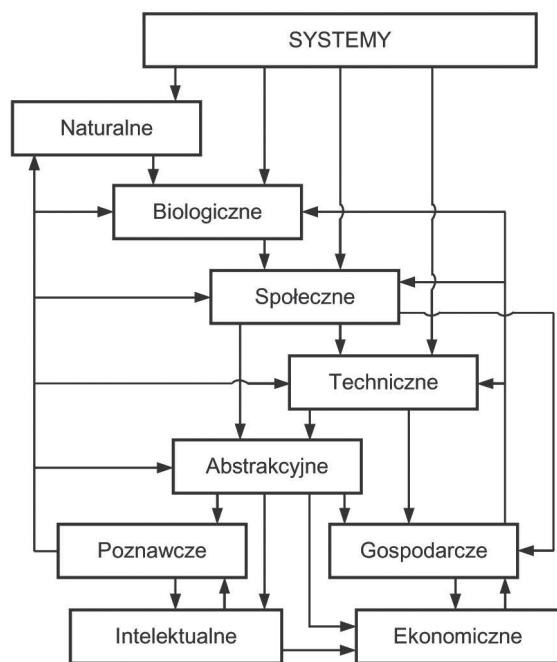 SYSTEMY
Naturalne
Biologiczne
Społeczne
Techniczne
Abstrakcyjne
Poznawcze
Gospodarcze
Intelektualne
Ekonomiczne